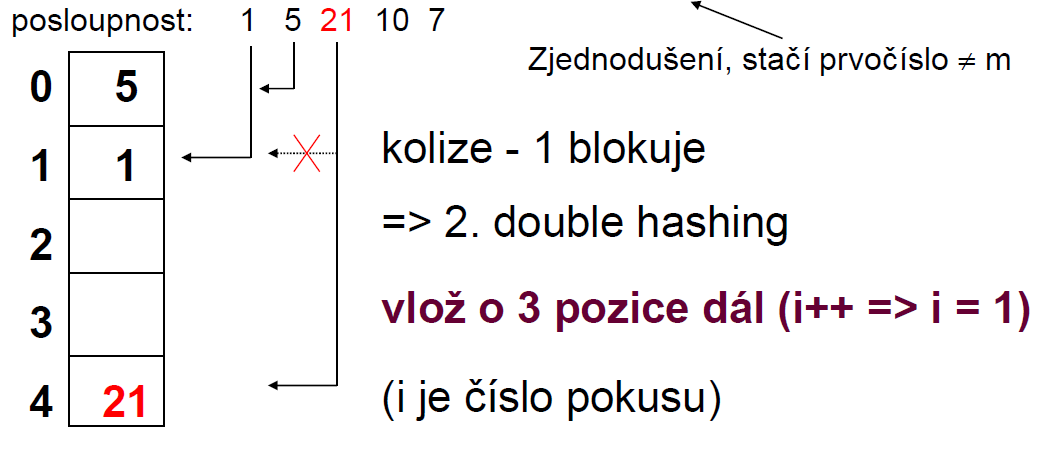 posloupnost: 1 5 21 10 7
Zjednodušení, stačí prvočíslo ≠ m
0 5
1 1
kolize - 1 blokuje
2
=> 2. double hashing
3
vlož o 3 pozice dál (i++ => i = 1)
4 21
(i je číslo pokusu)